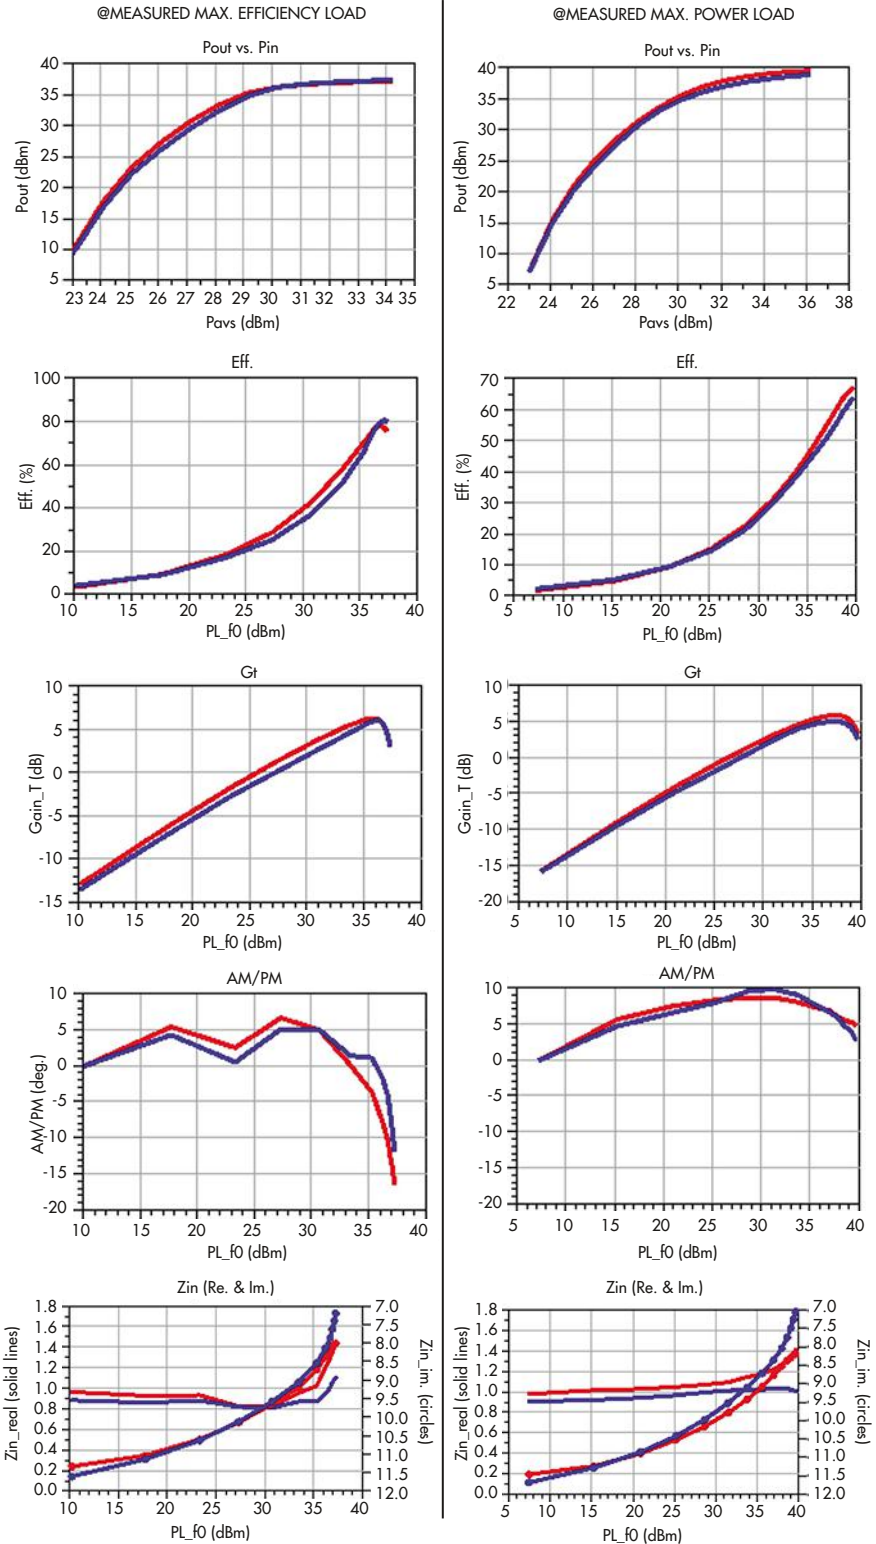 @MEASURED MAX. EFFICIENCY LOAD
Pout vs. Pin
Pout (dBm)
40
35
30
25
20
15
10
5
23 24 25 26 27 28 29 30 31 32 33 34 35
Pavs (dBm)
Eff.
Eff. (%)
100
80
60
40
20
0
10 15 20 25 30 35 40
PL_f0 (dBm)
Gt
Gain_T (dB)
10
5
0
-5
-10
-15
10 15 20 25 30 35 40
PL_f0 (dBm)
AM/PM
AM/PM (deg.)
10
5
0
-5
-10
-15
-20
10 15 20 25 30 35 40
PL_f0 (dBm)
Zin (Re. & Im.)
Zin_real (solid lines)
1.8
1.6
1.4
1.2
1.0
0.8
0.6
0.4
0.2
0.0
7.0
7.5
8.0
8.5
9.0
9.5
10.0
10.5
11.0
11.5
12.0
Zin_im. (circles)
10 15 20 25 30 35 40
PL_f0 (dBm)
@MEASURED MAX. POWER LOAD
Pout vs. Pin
Pout (dBm)
40
35
30
25
20
15
10
5
22 24 26 28 30 32 34 36 38
Pavs (dBm)
Eff.
Eff. (%)
70
60
50
40
30
20
10
0
5 10 15 20 25 30 35 40
PL_f0 (dBm)
Gt
Gain_T (dB)
10
5
0
-5
-10
-15
-20
5 10 15 20 25 30 35 40
PL_f0 (dBm)
AM/PM
10
5
0
-5
-10
-15
-20
5 10 15 20 25 30 35 40
PL_f0 (dBm)
Zin (Re. & Im.)
Zin_real (solid lines)
1.8
1.6
1.4
1.2
1.0
0.8
0.6
0.4
0.2
0.0
7.0
7.5
8.0
8.5
9.0
9.5
10.0
10.5
11.0
11.5
12.0
Zin_im. (circles)
5 10 15 20 25 30 35 40
PL_f0 (dBm)